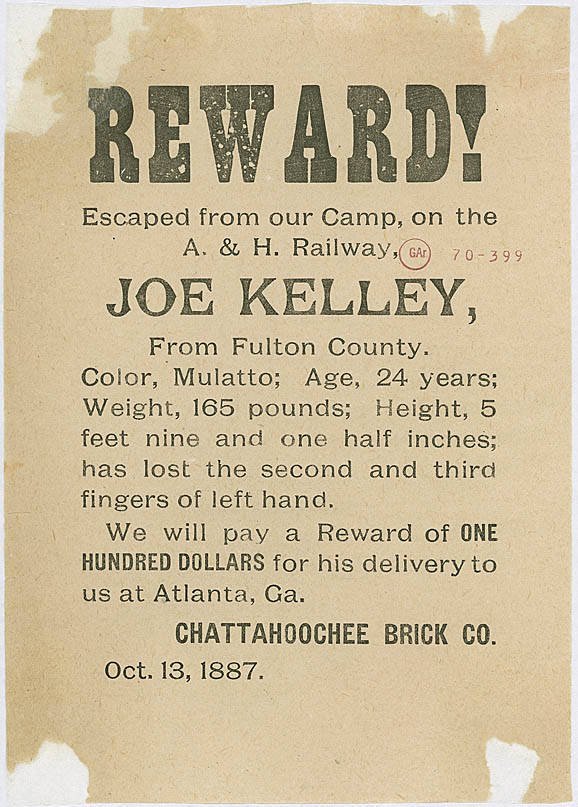 REWARD!
Escaped from our Camp, on the
A. & H. Railway, GAr 70-399
JOE KELLEY,
From Fulton County.
Color, Mulatto; Age, 24 years;
Weight, 165 pounds; Height, 5
feet nine and one half inches;
has lost the second and third
fingers of left hand.
We will pay a Reward of ONE
HUNDRED DOLLARS for his delivery to
us at Atlanta, Ga.
CHATTAHOOCHEE BRICK CO.
Oct. 13, 1887.